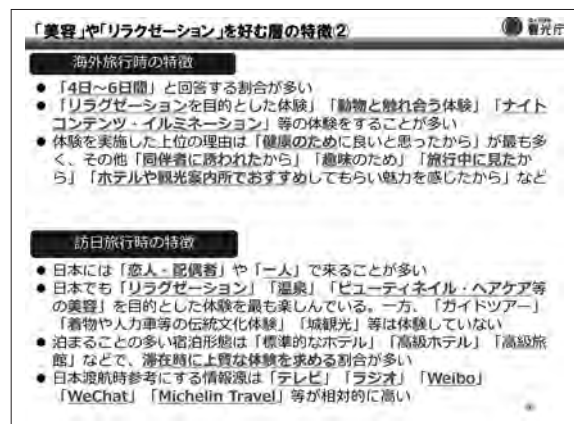 「美容」や「リラクゼーション」を好む層の特徴②
観光庁
海外旅行時の特徴
● 「4日～6日間」と回答する割合が多い
● 「リラグゼーションを目的とした体験」「動物と触れ合う体験」「ナイト
コンテンツ・イルミネーション」等の体験をすることが多い
● 体験を実施した上位の理由は「健康のために良いと思ったから」が最も多
く、その他「同伴者に誘われたから」「趣味のため」「旅行中に見たか
ら」「ホテルや観光案内所でおすすめしてもらい魅力を感じたから」など
訪日旅行時の特徴
● 日本には「恋人・配偶者」や「一人」で来ることが多い
● 日本でも「リラグゼーション」「温泉」「ビューティネイル・ヘアケア等
の美容」を目的とした体験を最も楽しんでいる。一方、「ガイドツアー」
「着物や人力車等の伝統文化体験」「城観光」等は体験していない
● 泊まることの多い宿泊形態は「標準的なホテル」「高級ホテル」「高級旅
館」などで、滞在時に上質な体験を求める割合が多い
● 日本渡航時参考にする情報源は「テレビ」「ラジオ」「Weibo」
「WeChat」「Michelin Travel」等が相対的に高い